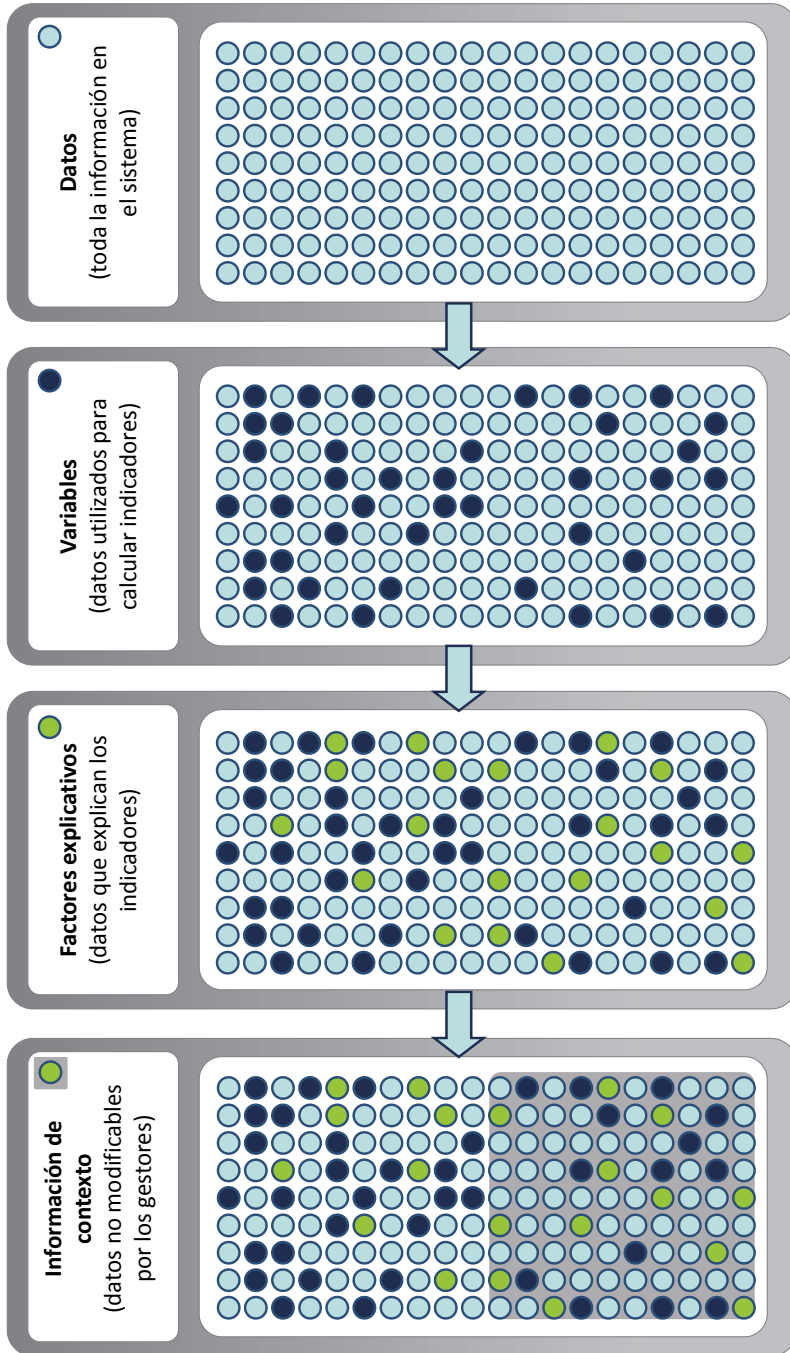 Datos
(toda la información en
el sistema)
Variables
(datos utilizados para
calcular indicadores)
Factores explicativos
(datos que explican los
indicadores)
Información de
contexto
(datos no modificables
por los gestores)